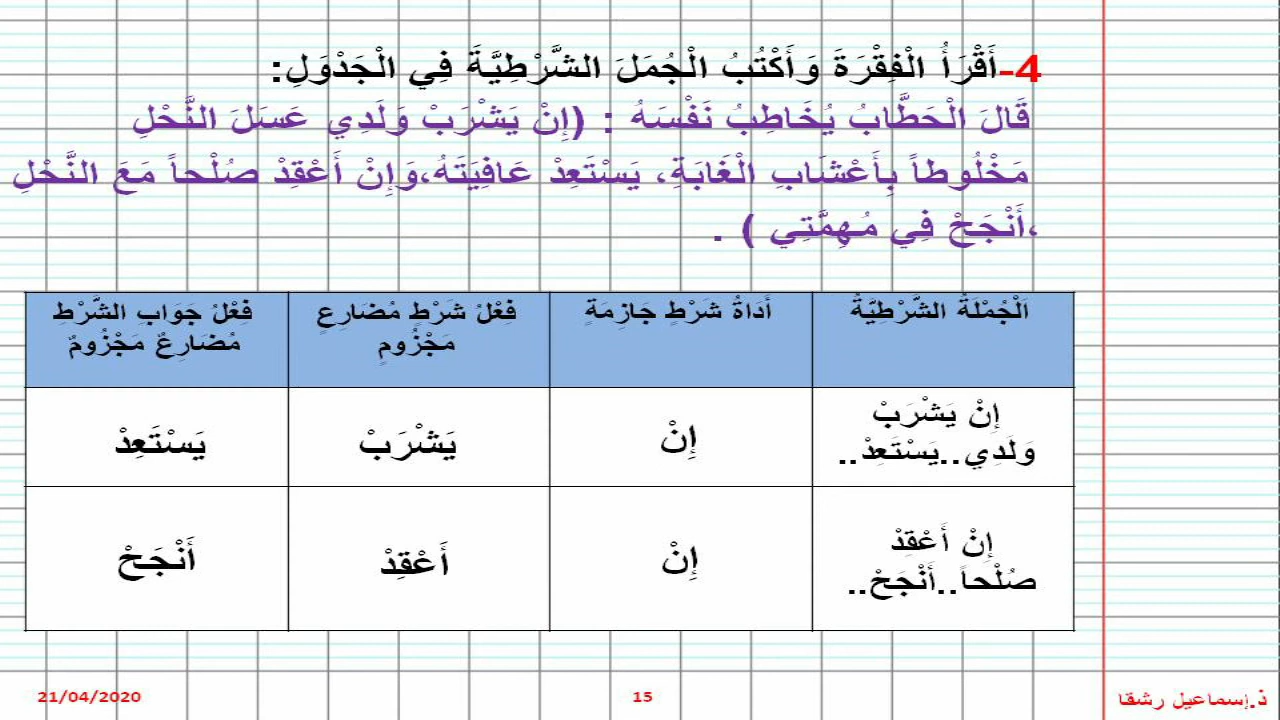 4-أَقْرَأُ الْفِقْرَةَ وَأَكْتُبُ الْجُمَلَ الشَّرْطِيَّةَ فِي الْجَدْوَلِ:
قَالَ الْحَطَّابُ يُخَاطِبُ نَفْسَهُ : (إِنْ يَشْرَبْ وَلَدِي عَسَلَ النَّحْلِ
مَخْلُوطاً بِأَعْشَابِ الْغَابَةِ، يَسْتَعِدْ عَافِيَتَهُ،وَإِنْ أَعْقِدْ صُلْحاً مَعَ النَّحْلِ
،أَنْجَحْ فِي مُهِمَّتِي ) .
اَلْجُمْلَةُ الشَّرْطِيَّةُ
أَدَاةُ شَرْطٍ جَازِمَةٍ
فِعْلُ شَرْطٍ مُضَارِعٍ
مَجْزُومٍ
فِعْلُ جَوَابِ الشَّرْطِ
مُضَارِعٌ مَجْزُومٌ
إِنْ يَشْرَبْ
وَلَدِي..يَسْتَعِدْ..
إِنْ
يَشْرَبْ
يَسْتَعِدْ
إِنْ أَعْقِدْ
صُلْحاً..أَنْجَحْ..
إِنْ
أَعْقِدْ
أَنْجَحْ
ذ.إسماعيل رشقا
15
21/04/2020